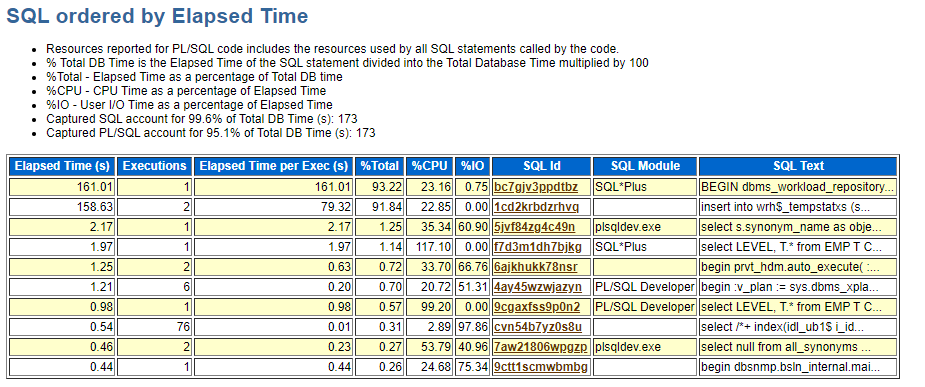 SQL ordered by Elapsed Time
Resources reported for PL/SQL code includes the resources used by all SQL statements called by the code.
% Total DB Time is the Elapsed Time of the SQL statement divided into the Total Database Time multiplied by 100
%Total - Elapsed Time as a percentage of Total DB time
%CPU - CPU Time as a percentage of Elapsed Time
%IO - User I/O Time as a percentage of Elapsed Time
Captured SQL account for 99.6% of Total DB Time (s): 173
Captured PL/SQL account for 95.1% of Total DB Time (s): 173
Elapsed Time (s) Executions Elapsed Time per Exec (s) %Total %CPU %IO SQL Id SQL Module SQL Text
161.01 1 161.01 93.22 23.16 0.75 bc7gjv3ppdtbz SQL*Plus BEGIN dbms_workload_repository...
158.63 2 79.32 91.84 22.85 0.00 1cd2krbdzrhvq insert into wrh$_tempstatxs (s...
2.17 1 2.17 1.25 35.34 60.90 5jvf84zg4c49n plsqldev.exe select s.synonym_name as obje...
1.97 1 1.97 1.14 117.10 0.00 f7d3m1dh7bjkg SQL*Plus select LEVEL, T.* from EMP T C...
1.25 2 0.63 0.72 33.70 66.76 6ajkhukk78nsr begin prvt_hdm.auto_execute( :...
1.21 6 0.20 0.70 20.72 51.31 4ay45wzwjazyn PL/SQL Developer begin :v_plan := sys.dbms_xpla...
0.98 1 0.98 0.57 99.20 0.00 9cgaxfss9p0n2 PL/SQL Developer select LEVEL, T.* from EMP T C...
0.54 76 0.01 0.31 2.89 97.86 cvn54b7yz0s8u select /*+ index(idl_ub1$ i_id...
0.46 2 0.23 0.27 53.79 40.96 7aw21806wpgzp plsqldev.exe select null from all_synonyms ...
0.44 1 0.44 0.26 24.68 75.34 9ctt1scmwbmbg begin dbsnmp.bsln_internal.mai...